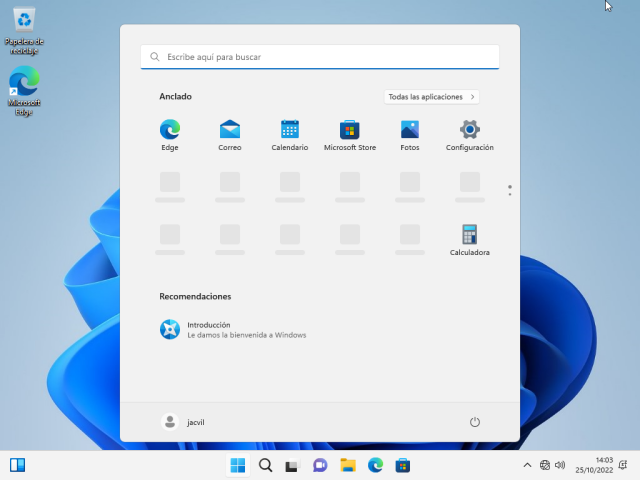 Papelera de
reciclaje
Microsoft
Edge
Escribe aquí para buscar
Anclado
Todas las aplicaciones
Edge
Correo
Calendario
Microsoft Store
Fotos
Configuración
Calculadora
Recomendaciones
Introducción
Le damos la bienvenida a Windows
jacvil
14:03
25/10/2022